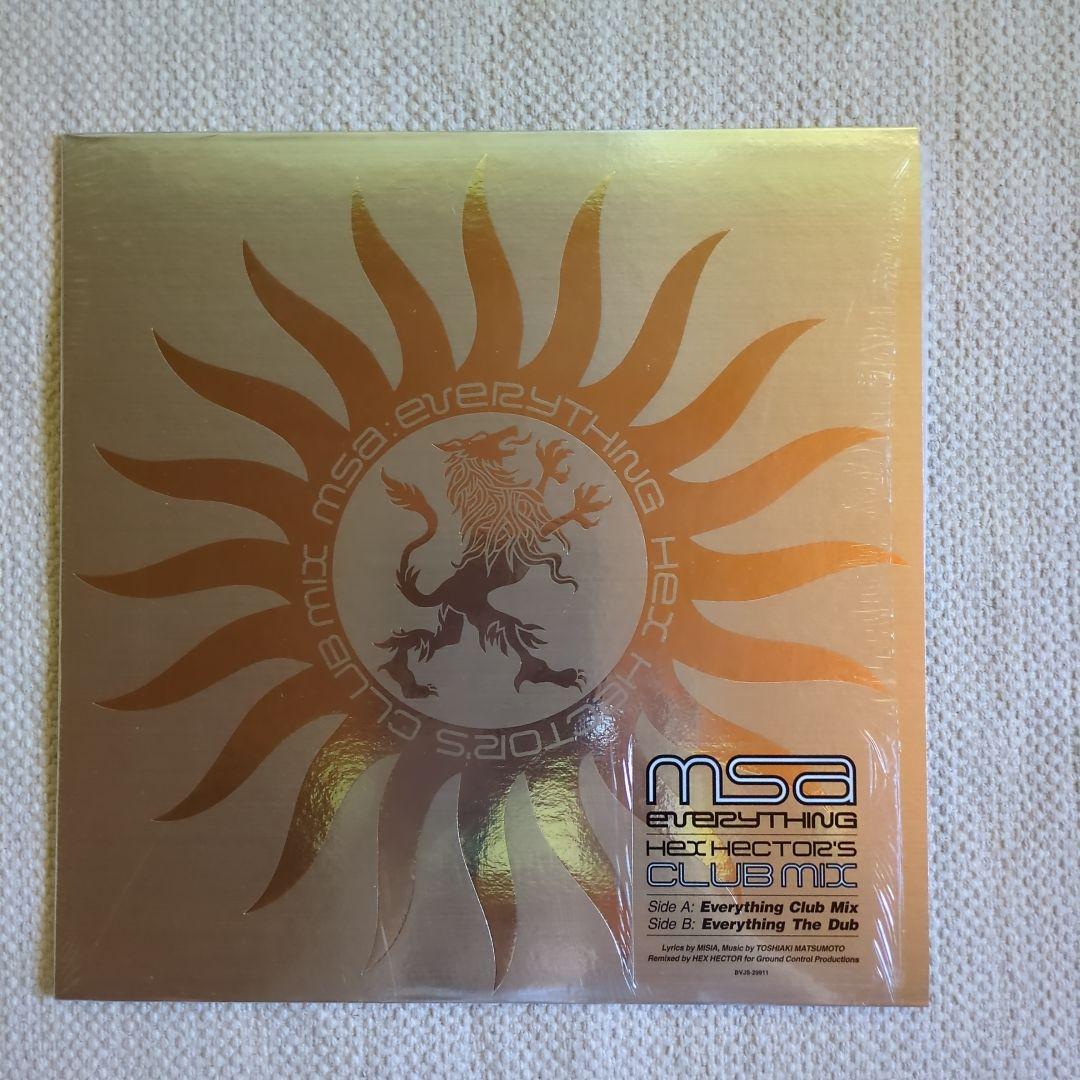 msa: EVERYTHING HEX HECTOR'S CLUB MIX
msa
EVERYTHING
HEX HECTOR'S
CLUB MIX
Side A: Everything Club Mix
Side B: Everything The Dub
Lyrics by MISIA, Music by TOSHIAKI MATSUMOTO
Remixed by HEX HECTOR for Ground Control Productions
BVJS-29911